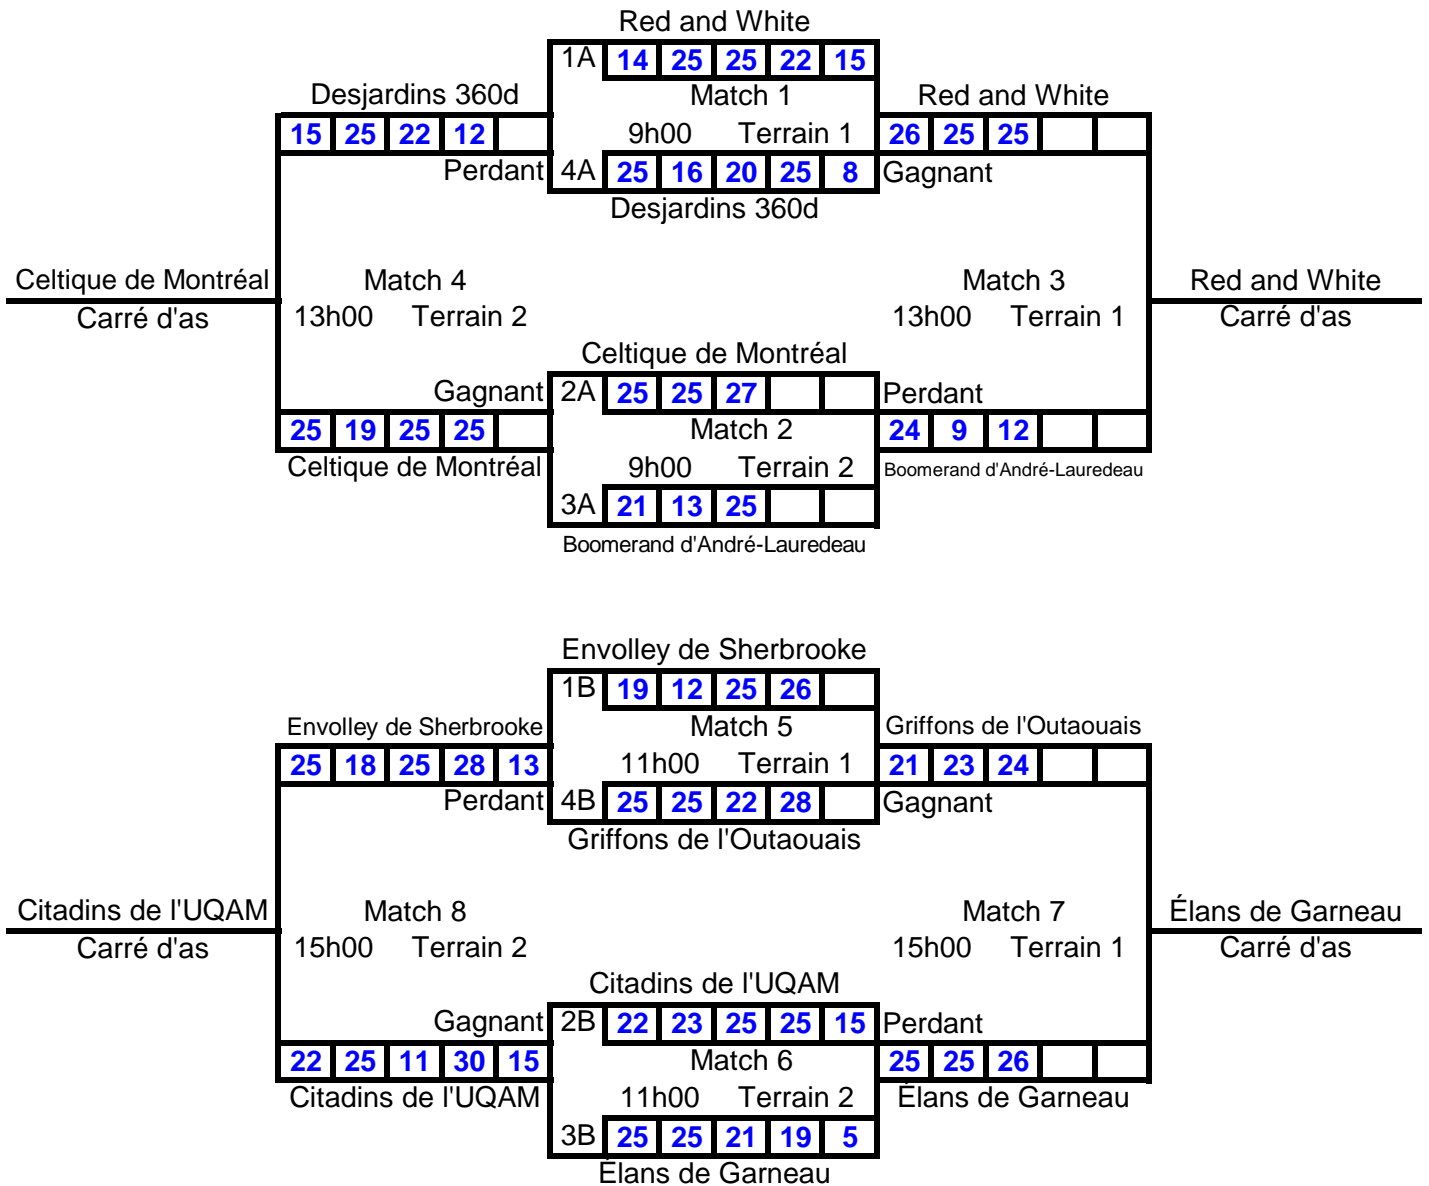 Red and White
1A 14 25 25 22 15
Desjardins 360d Match 1 Red and White
15 25 22 12 9h00 Terrain 1 26 25 25
Perdant 4A 25 16 20 25 8 Gagnant
Desjardins 360d
Celtique de Montréal Match 4 Match 3 Red and White
Carré d'as 13h00 Terrain 2 13h00 Terrain 1 Carré d'as
Celtique de Montréal
Gagnant 2A 25 25 27 Perdant
25 19 25 25 Match 2 24 9 12
Celtique de Montréal 9h00 Terrain 2 Boomerand d'André-Lauredeau
3A 21 13 25
Boomerand d'André-Lauredeau
Envolley de Sherbrooke
1B 19 12 25 26
Envolley de Sherbrooke Match 5 Griffons de l'Outaouais
25 18 25 28 13 11h00 Terrain 1 21 23 24
Perdant 4B 25 25 22 28 Gagnant
Griffons de l'Outaouais
Citadins de l'UQAM Match 8 Match 7 Élans de Garneau
Carré d'as 15h00 Terrain 2 15h00 Terrain 1 Carré d'as
Citadins de l'UQAM
Gagnant 2B 22 23 25 25 15 Perdant
22 25 11 30 15 Match 6 25 25 26
Citadins de l'UQAM 11h00 Terrain 2 Élans de Garneau
3B 25 25 21 19 5
Élans de Garneau